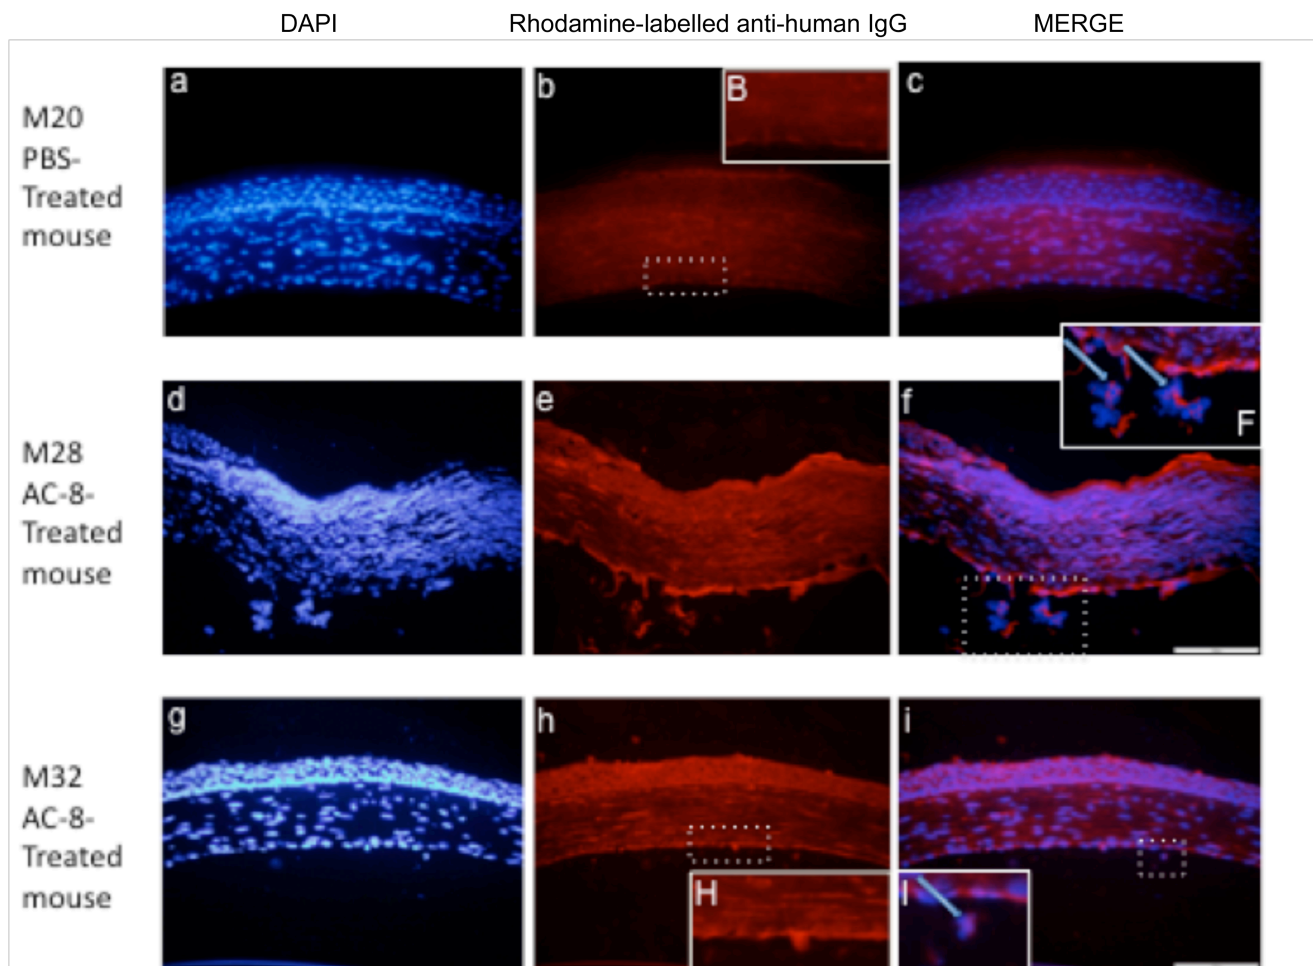 DAPI
Rhodamine-labelled anti-human IgG
MERGE
M20
PBS-
Treated
mouse
a
b
B
c
M28
AC-8-
Treated
mouse
d
e
f
F
M32
AC-8-
Treated
mouse
g
h
H
i
I